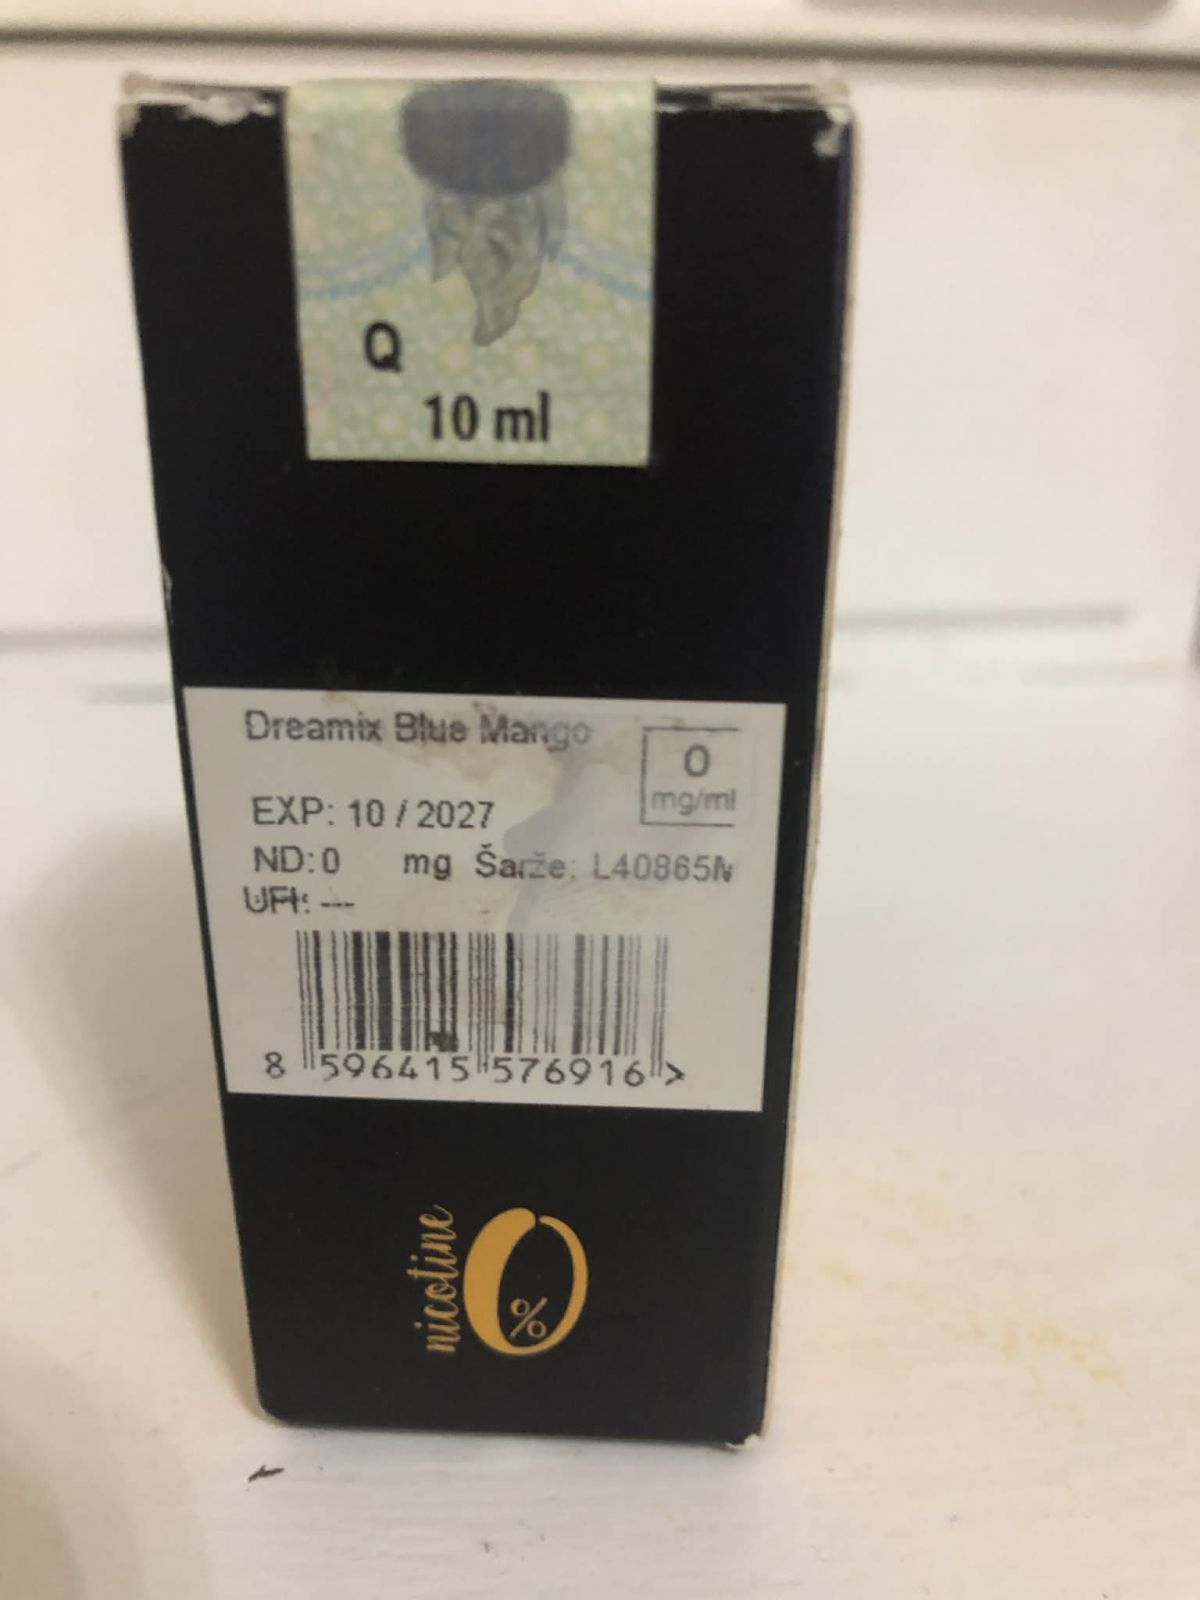 Q
10 ml
Dreamix Blue Mango
0
mg/ml
EXP: 10 / 2027
ND: 0 mg Šarže: L40865N
UFI: ---
8 596415 576916 >
nicotine
0%